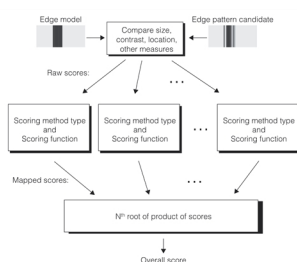 Edge model
Edge pattern candidate
Compare size,
contrast, location,
other measures
Raw scores:
...
Scoring method type
and
Scoring function
Scoring method type
and
Scoring function
...
Scoring method type
and
Scoring function
Mapped scores:
...
Nth root of product of scores
Overall score